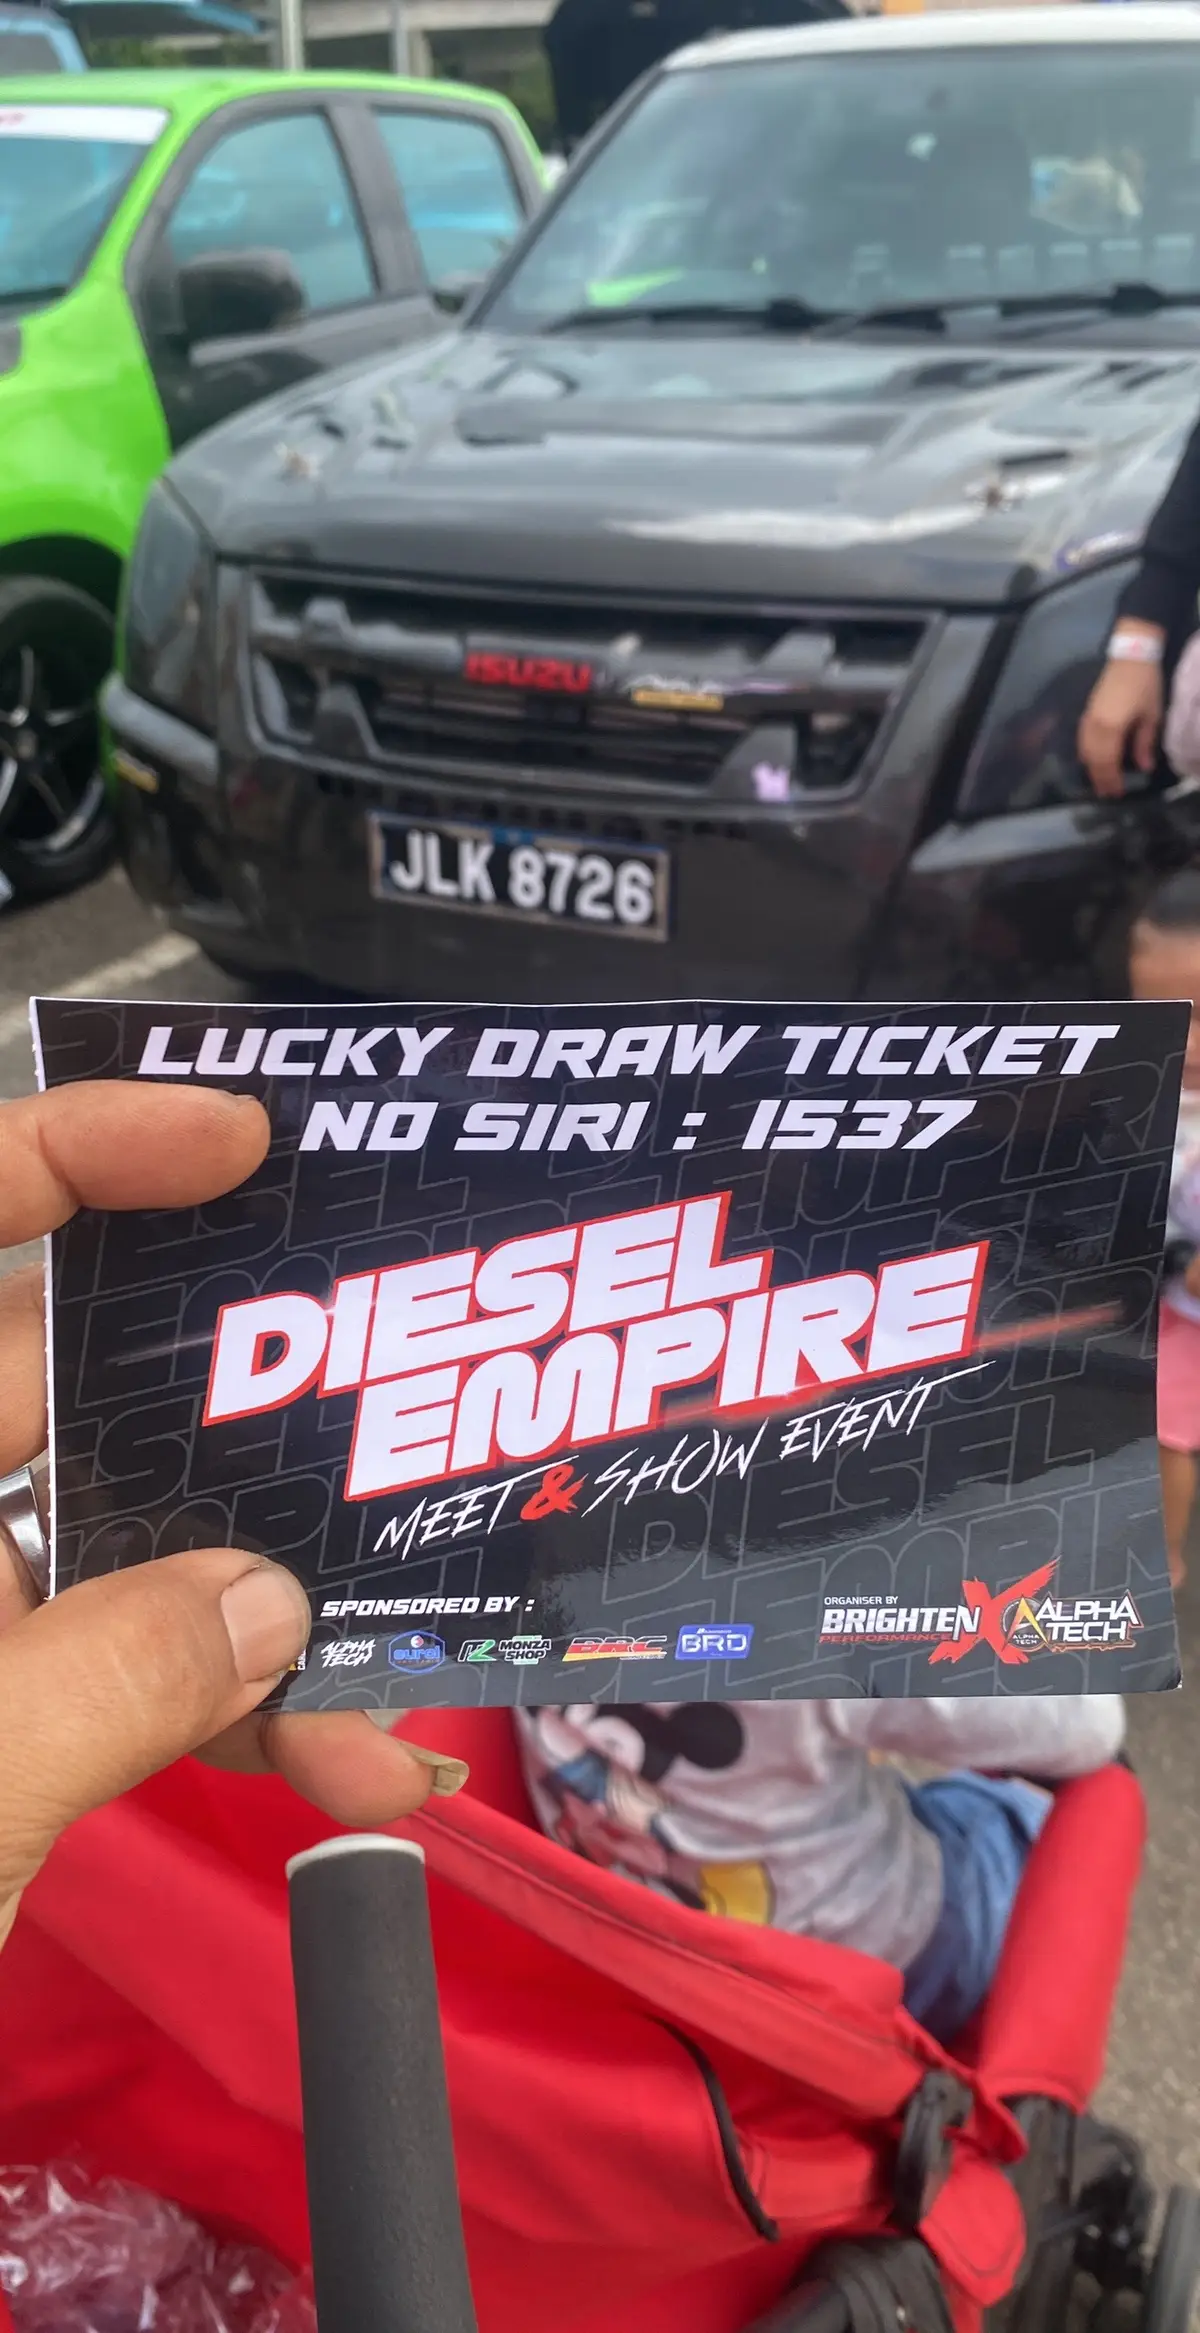 ISUZU
JLK 8726
LUCKY DRAW TICKET
NO SIRI : 1537
DIESEL
EMPIRE
MEET & SHOW EVENT
SPONSORED BY :
ALPHA TECH
MONZA SHOP
BRC
BRD
ORGANISER BY
BRIGHTEN X ALPHA TECH
PERFORMANCE